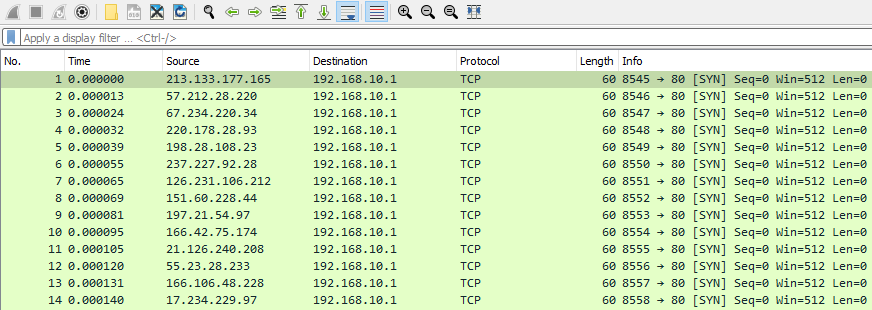 Apply a display filter … <Ctrl-/>
No. Time Source Destination Protocol Length Info
1 0.000000 213.133.177.165 192.168.10.1 TCP 60 8545 → 80 [SYN] Seq=0 Win=512 Len=0
2 0.000013 57.212.28.220 192.168.10.1 TCP 60 8546 → 80 [SYN] Seq=0 Win=512 Len=0
3 0.000024 67.234.220.34 192.168.10.1 TCP 60 8547 → 80 [SYN] Seq=0 Win=512 Len=0
4 0.000032 220.178.28.93 192.168.10.1 TCP 60 8548 → 80 [SYN] Seq=0 Win=512 Len=0
5 0.000039 198.28.108.23 192.168.10.1 TCP 60 8549 → 80 [SYN] Seq=0 Win=512 Len=0
6 0.000055 237.227.92.28 192.168.10.1 TCP 60 8550 → 80 [SYN] Seq=0 Win=512 Len=0
7 0.000065 126.231.106.212 192.168.10.1 TCP 60 8551 → 80 [SYN] Seq=0 Win=512 Len=0
8 0.000069 151.60.228.44 192.168.10.1 TCP 60 8552 → 80 [SYN] Seq=0 Win=512 Len=0
9 0.000081 197.21.54.97 192.168.10.1 TCP 60 8553 → 80 [SYN] Seq=0 Win=512 Len=0
10 0.000095 166.42.75.174 192.168.10.1 TCP 60 8554 → 80 [SYN] Seq=0 Win=512 Len=0
11 0.000105 21.126.240.208 192.168.10.1 TCP 60 8555 → 80 [SYN] Seq=0 Win=512 Len=0
12 0.000120 55.23.28.233 192.168.10.1 TCP 60 8556 → 80 [SYN] Seq=0 Win=512 Len=0
13 0.000131 166.106.48.228 192.168.10.1 TCP 60 8557 → 80 [SYN] Seq=0 Win=512 Len=0
14 0.000140 17.234.229.97 192.168.10.1 TCP 60 8558 → 80 [SYN] Seq=0 Win=512 Len=0